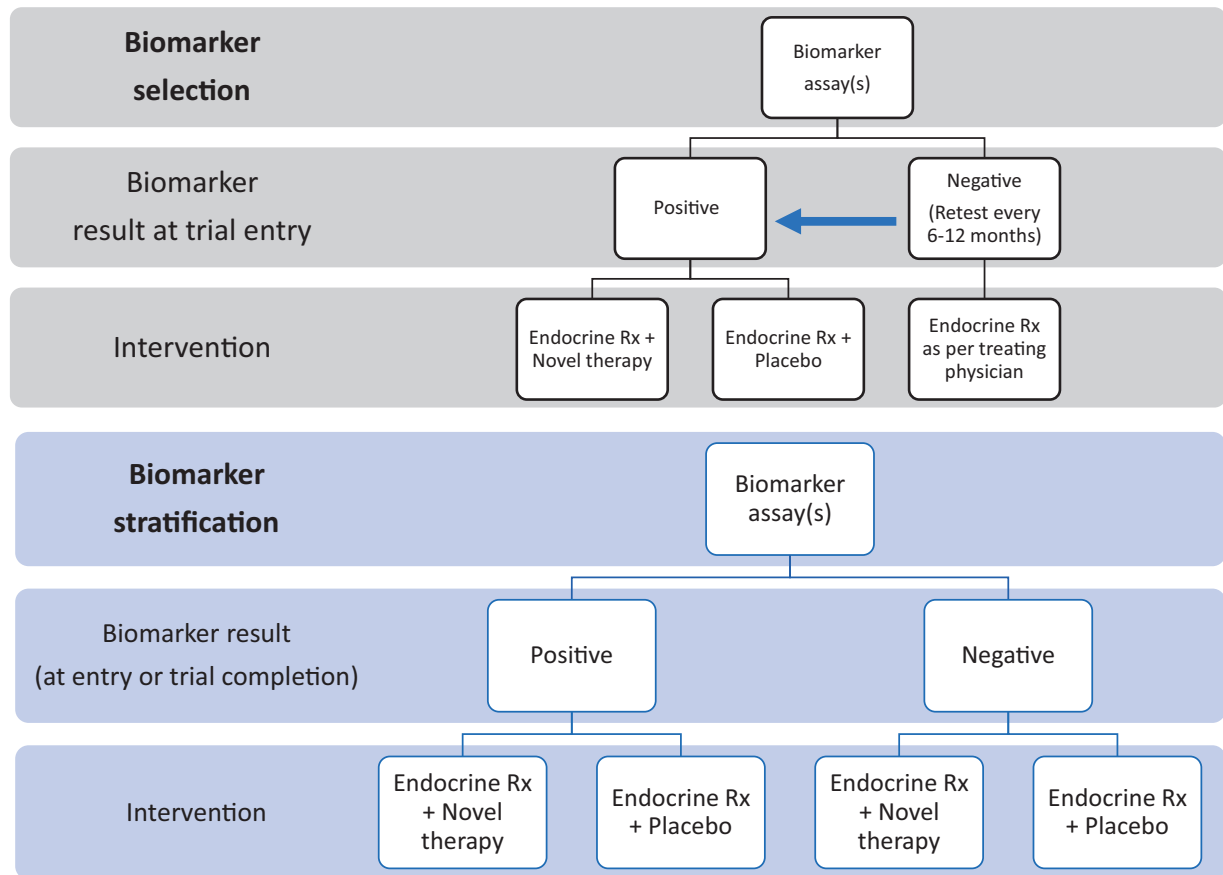 Biomarker
selection
Biomarker
assay(s)
Biomarker
result at trial entry
Positive
Negative
(Retest every
6-12 months)
Intervention
Endocrine Rx +
Novel therapy
Endocrine Rx +
Placebo
Endocrine Rx
as per treating
physician
Biomarker
stratification
Biomarker
assay(s)
Biomarker result
(at entry or trial completion)
Positive
Negative
Intervention
Endocrine Rx
+ Novel
therapy
Endocrine Rx
+ Placebo
Endocrine Rx
+ Novel
therapy
Endocrine Rx
+ Placebo